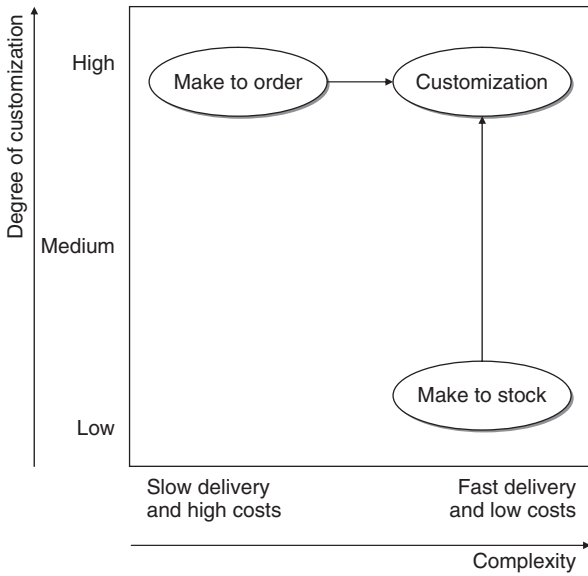 Degree of customization
High
Make to order
Customization
Medium
Make to stock
Low
Slow delivery
and high costs
Fast delivery
and low costs
Complexity